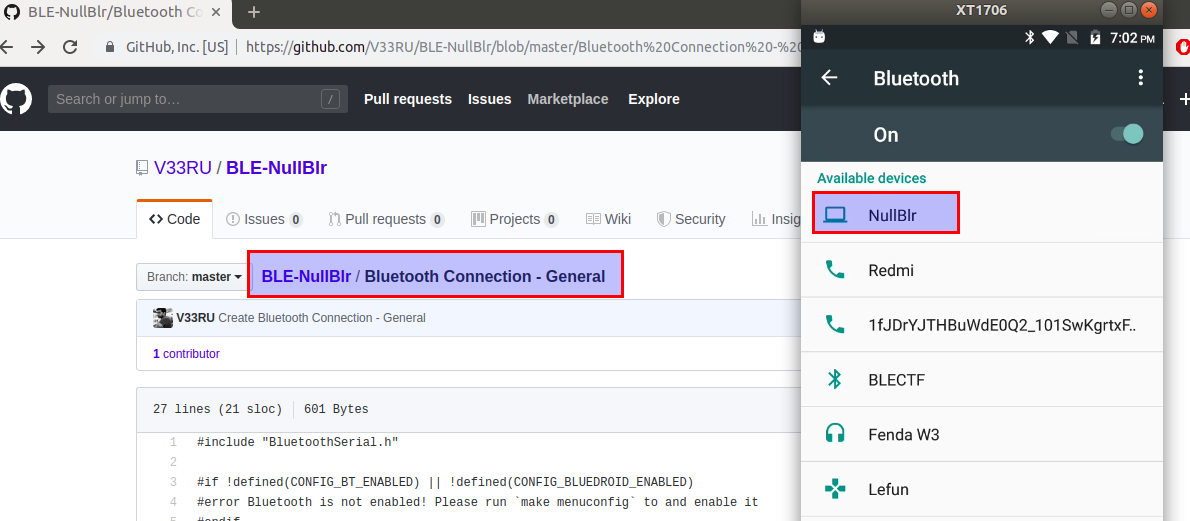 BLE-NullBlr/Bluetooth Co
GitHub, Inc. [US] https://github.com/V33RU/BLE-NullBlr/blob/master/Bluetooth%20Connection%20-%20
Search or jump to… /
Pull requests Issues Marketplace Explore
V33RU / BLE-NullBlr
Code Issues 0 Pull requests 0 Projects 0 Wiki Security Insig
Branch: master BLE-NullBlr / Bluetooth Connection - General
V33RU Create Bluetooth Connection - General
1 contributor
27 lines (21 sloc) 601 Bytes
1 #include "BluetoothSerial.h"
2
3 #if !defined(CONFIG_BT_ENABLED) || !defined(CONFIG_BLUEDROID_ENABLED)
4 #error Bluetooth is not enabled! Please run `make menuconfig` to and enable it
5 #endif
XT1706
7:02 PM
Bluetooth
On
Available devices
NullBlr
Redmi
1fJDrYJTHBuWdE0Q2_101SwKgrtxF..
BLECTF
Fenda W3
Lefun